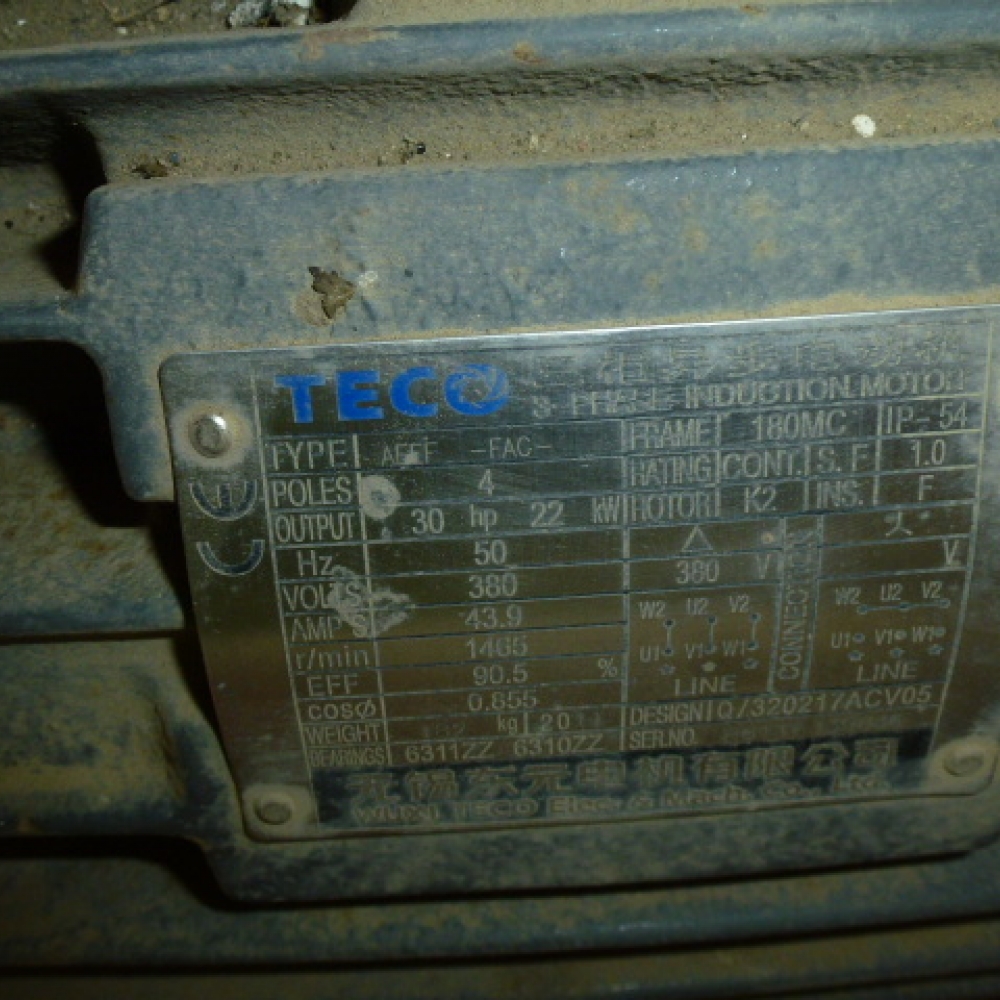 TECO 三相异步电动机
3-PHASE INDUCTION MOTOR
TYPE AEEF -FAC- FRAME 180MC IP-54
POLES 4 RATING CONT. S.F 1.0
OUTPUT 30 hp 22 kW ROTOR K2 INS. F
Hz 50 △ 人
VOLTS 380 380 V V
AMP'S 43.9 W2 U2 V2 CONNECTION W2 U2 V2
r/min 1465 U1 V1 W1 U1 V1 W1
EFF 90.5 % LINE LINE
cosø 0.855 DESIGN Q/320217ACV05
WEIGHT kg 20 SER.NO.
BEARINGS 6311ZZ 6310ZZ
无锡东元电机有限公司
WUXI TECO Elec. & Mach. Co., Ltd.